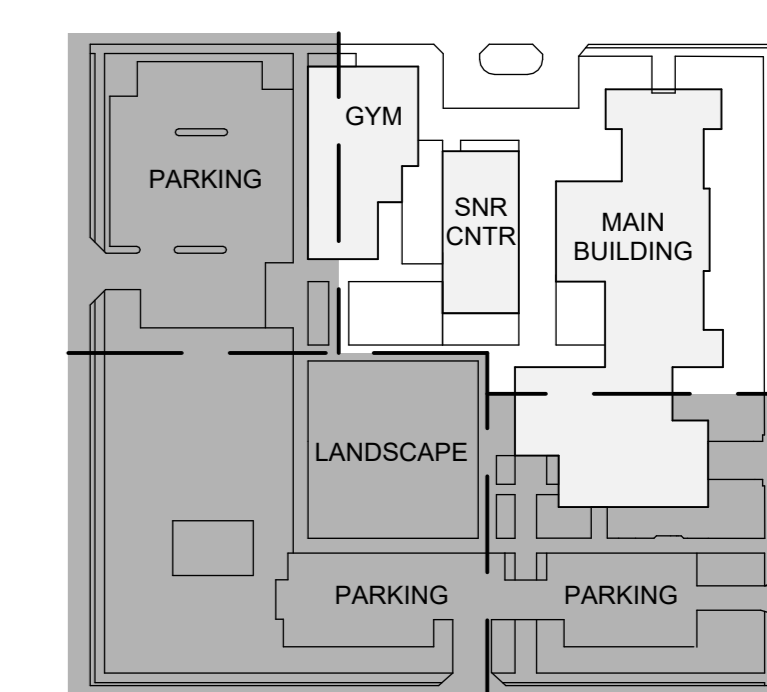 GYM
PARKING
SNR
CNTR
MAIN
BUILDING
LANDSCAPE
PARKING
PARKING